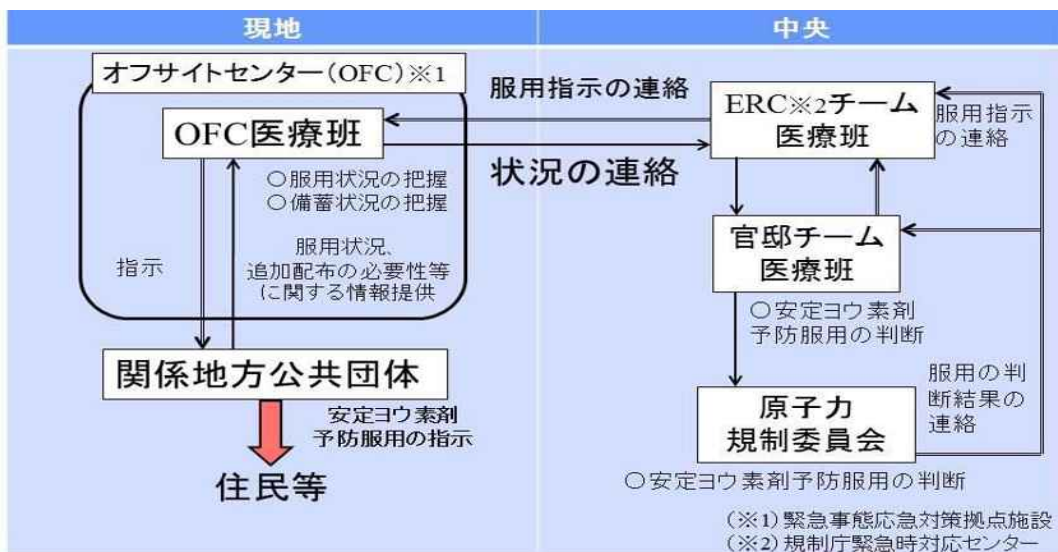 現地
中央
オフサイトセンター(OFC)※1
OFC医療班
服用指示の連絡
状況の連絡
ERC※2チーム
医療班
服用指示
の連絡
○服用状況の把握
○備蓄状況の把握
指示
服用状況、
追加配布の必要性等
に関する情報提供
官邸チーム
医療班
○安定ヨウ素剤
予防服用の判断
関係地方公共団体
安定ヨウ素剤
予防服用の指示
住民等
服用の判
断結果の
連絡
原子力
規制委員会
○安定ヨウ素剤予防服用の判断
(※1)緊急事態応急対策拠点施設
(※2)規制庁緊急時対応センター